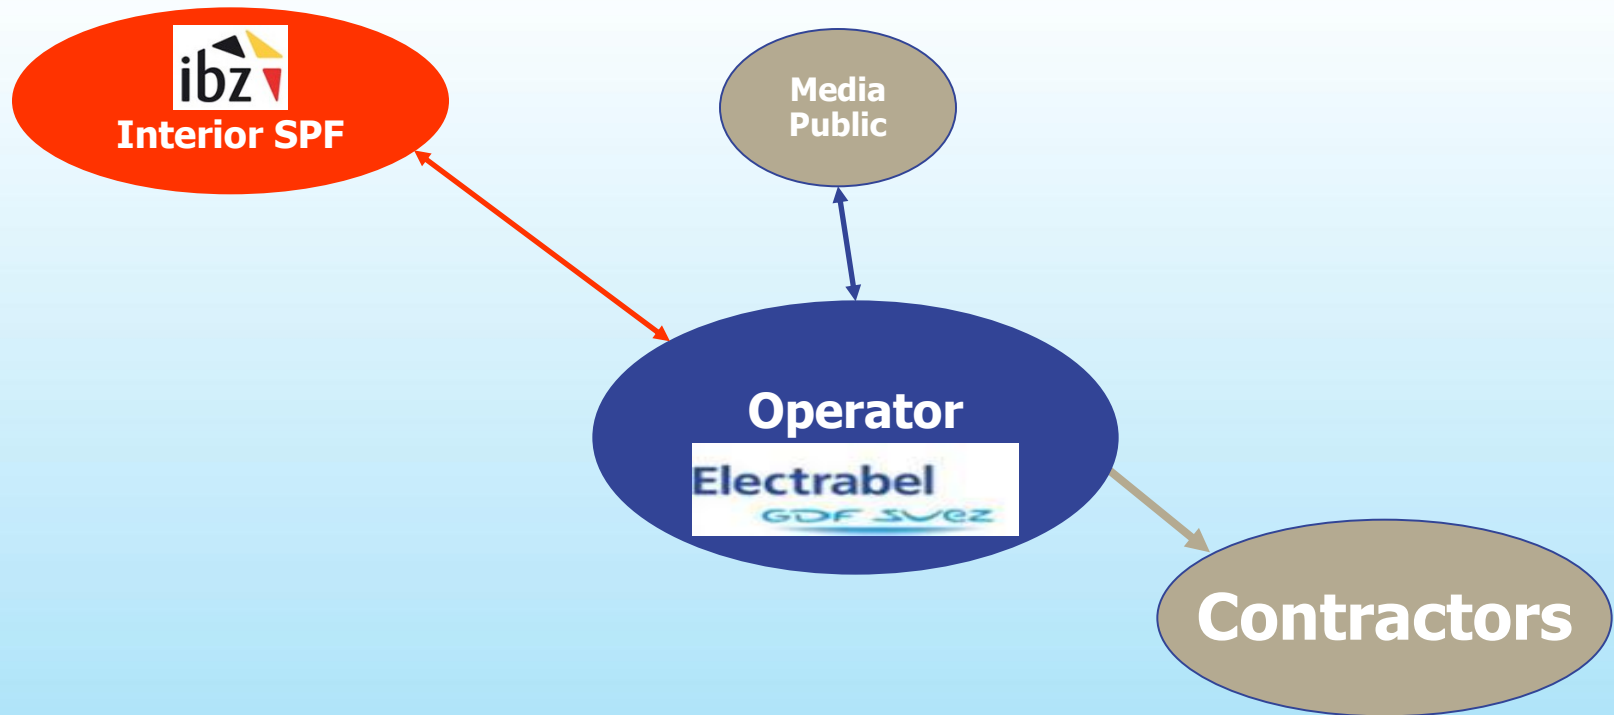 ibz
Interior SPF
Media
Public
Operator
Electrabel
GDF SUEZ
Contractors